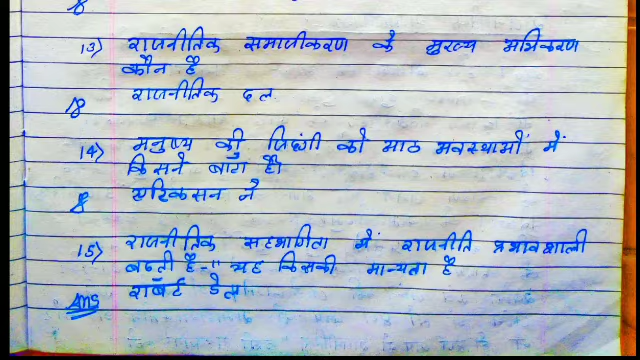 13) राजनीतिक समाजीकरण के मुख्य अभिकरण
कौन है
राजनीतिक दल
14) मनुष्य की जिंदगी को आठ अवस्थाओं में
किसने बांटा है।
एरिकसन ने
15) राजनीतिक सहभागिता में राजनीति प्रभावशाली
बनती है-" यह किसकी मान्यता है
Ans रॉबर्ट डेल